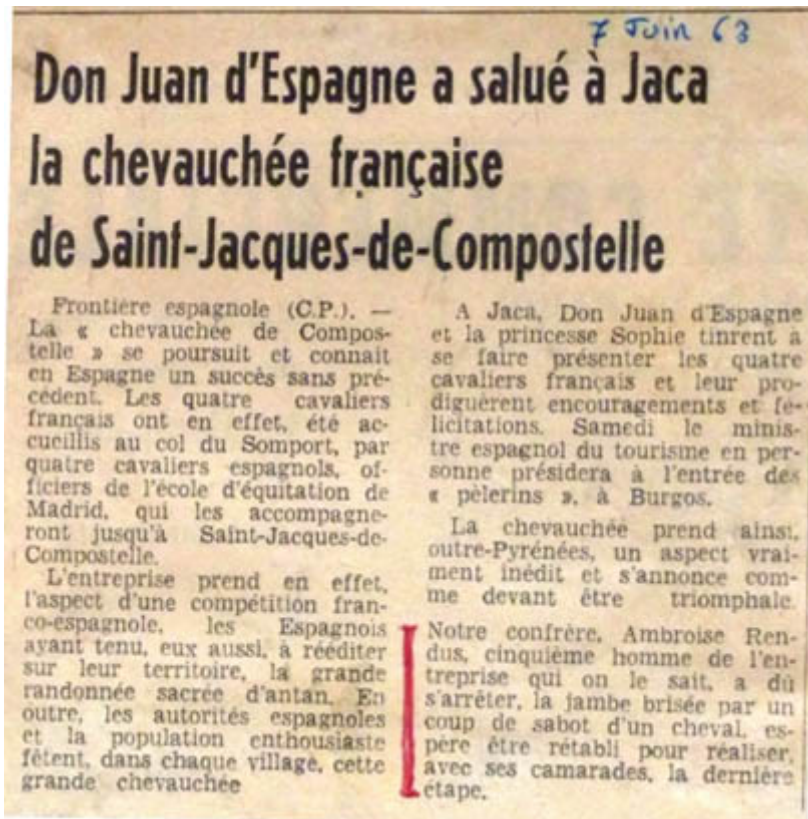 7 Juin 63
Don Juan d'Espagne a salué à Jaca
la chevauchée française
de Saint-Jacques-de-Compostelle
Frontière espagnole (C.P.). —
La « chevauchée de Compos-
telle » se poursuit et connait
en Espagne un succès sans pré-
cédent. Les quatre cavaliers
français ont en effet, été ac-
cueillis au col du Somport, par
quatre cavaliers espagnols, of-
ficiers de l'école d'équitation de
Madrid, qui les accompagne-
ront jusqu'à Saint-Jacques-de-
Compostelle.
L'entreprise prend en effet,
l'aspect d'une compétition fran-
co-espagnole, les Espagnols
ayant tenu, eux aussi, à rééditer
sur leur territoire, la grande
randonnée sacrée d'antan. En
outre, les autorités espagnoles
et la population enthousiaste
fêtent, dans chaque village, cette
grande chevauchée
A Jaca, Don Juan d'Espagne
et la princesse Sophie tinrent à
se faire présenter les quatre
cavaliers français et leur pro-
diguèrent encouragements et fé-
licitations. Samedi le minis-
tre espagnol du tourisme en per-
sonne présidera à l'entrée des
« pèlerins », à Burgos.
La chevauchée prend ainsi,
outre-Pyrénées, un aspect vrai-
ment inédit et s'annonce com-
me devant être triomphale.
Notre confrère, Ambroise Ren-
dus, cinquième homme de l'en-
treprise qui on le sait, a dû
s'arrêter, la jambe brisée par un
coup de sabot d'un cheval, es-
père être rétabli pour réaliser,
avec ses camarades, la dernière
étape.